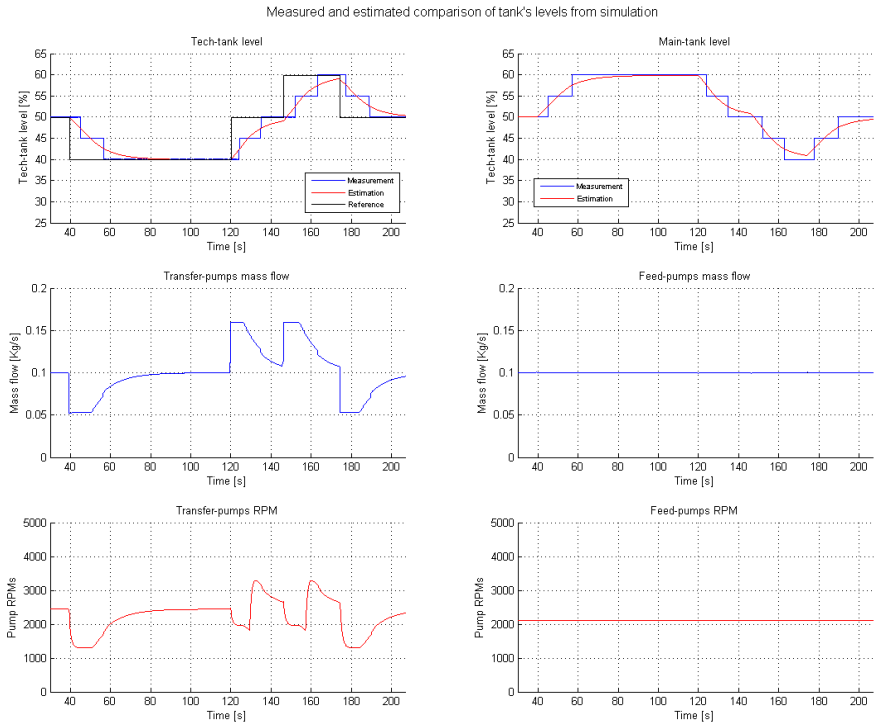 Measured and estimated comparison of tank's levels from simulation
Tech-tank level
65
60
55
50
45
40
35
30
25
Tech-tank level [%]
Measurement
Estimation
Reference
40 60 80 100 120 140 160 180 200
Time [s]
Main-tank level
65
60
55
50
45
40
35
30
25
Tech-tank level [%]
Measurement
Estimation
40 60 80 100 120 140 160 180 200
Time [s]
Transfer-pumps mass flow
0.2
0.15
0.1
0.05
0
Mass flow [Kg/s]
40 60 80 100 120 140 160 180 200
Time [s]
Feed-pumps mass flow
0.2
0.15
0.1
0.05
0
Mass flow [Kg/s]
40 60 80 100 120 140 160 180 200
Time [s]
Transfer-pumps RPM
5000
4000
3000
2000
1000
0
Pump RPMs
40 60 80 100 120 140 160 180 200
Time [s]
Feed-pumps RPM
5000
4000
3000
2000
1000
0
Pump RPMs
40 60 80 100 120 140 160 180 200
Time [s]